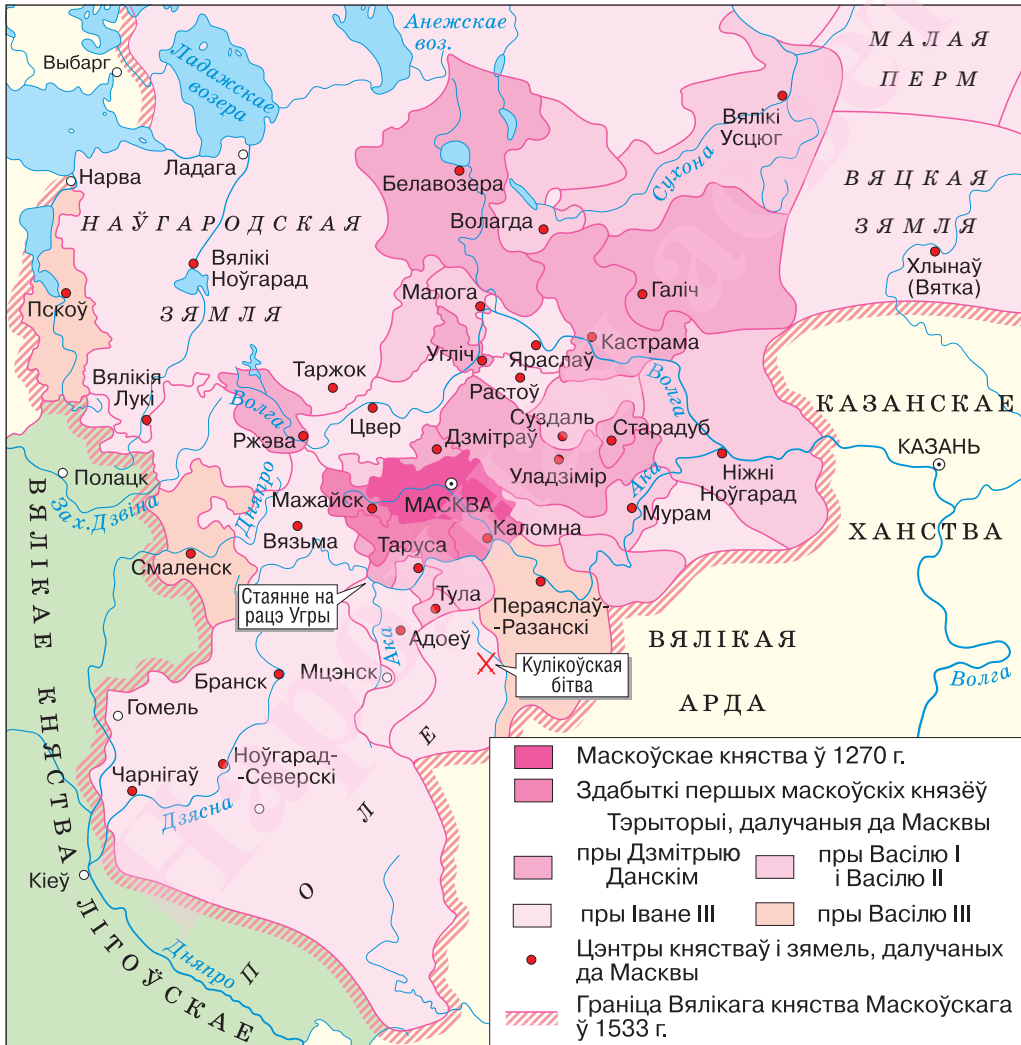 Анежскае
воз.
Выбарг
Ладажскае
возера
МАЛАЯ
ПЕРМ
Вялікі
Усцюг
Ладага
Нарва
Белавозера
Сухона
ВЯЦКАЯ
НАЎГАРОДСКАЯ
Волагда
ЗЯМЛЯ
Вялікі
Ноўгарад
Хлынаў
(Вятка)
Пскоў
ЗЯМЛЯ
Малога
Галіч
Угліч
Яраслаў
Кастрама
Таржок
Растоў
Волга
Вялікія
Лукі
Волга
Суздаль
КАЗАНСКАЕ
Ржэва
Цвер
Дзмітраў
Старадуб
Полацк
Уладзімір
КАЗАНЬ
Ніжні
Ноўгарад
Зах.Дзвіна
Дняпро
Мажайск
МАСКВА
Ака
Мурам
Вязьма
Каломна
ХАНСТВА
Смаленск
Таруса
Стаянне на
рацэ Угры
Тула
Пераяслаў-
-Разанскі
Адоеў
ВЯЛІКАЯ
Ака
Мцэнск
Кулікоўская
бітва
Бранск
Волга
АРДА
Гомель
Ноўгарад-
-Северскі
Чарнігаў
Дзясна
Кіеў
Дняпро
ПОЛЕ
ВЯЛІКАЕ КНЯСТВА ЛІТОЎСКАЕ
Маскоўскае княства ў 1270 г.
Здабыткі першых маскоўскіх князёў
Тэрыторыі, далучаныя да Масквы
пры Дзмітрыю
Данскім
пры Васілю I
і Васілю II
пры Іване III
пры Васілю III
Цэнтры княстваў і зямель, далучаных
да Масквы
Граніца Вялікага княства Маскоўскага
ў 1533 г.